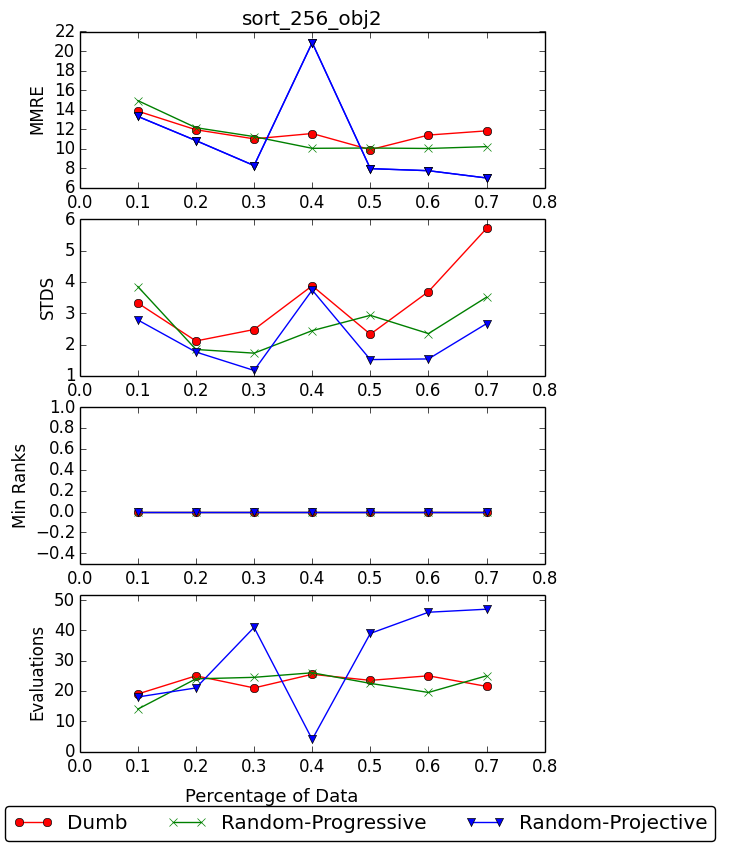 sort_256_obj2
22
20
18
16
14
12
10
8
6
MMRE
0.0 0.1 0.2 0.3 0.4 0.5 0.6 0.7 0.8
6
5
4
3
2
1
STDS
0.0 0.1 0.2 0.3 0.4 0.5 0.6 0.7 0.8
1.0
0.8
0.6
0.4
0.2
0.0
−0.2
−0.4
Min Ranks
0.0 0.1 0.2 0.3 0.4 0.5 0.6 0.7 0.8
50
40
30
20
10
0
Evaluations
0.0 0.1 0.2 0.3 0.4 0.5 0.6 0.7 0.8
Percentage of Data
Dumb Random-Progressive Random-Projective